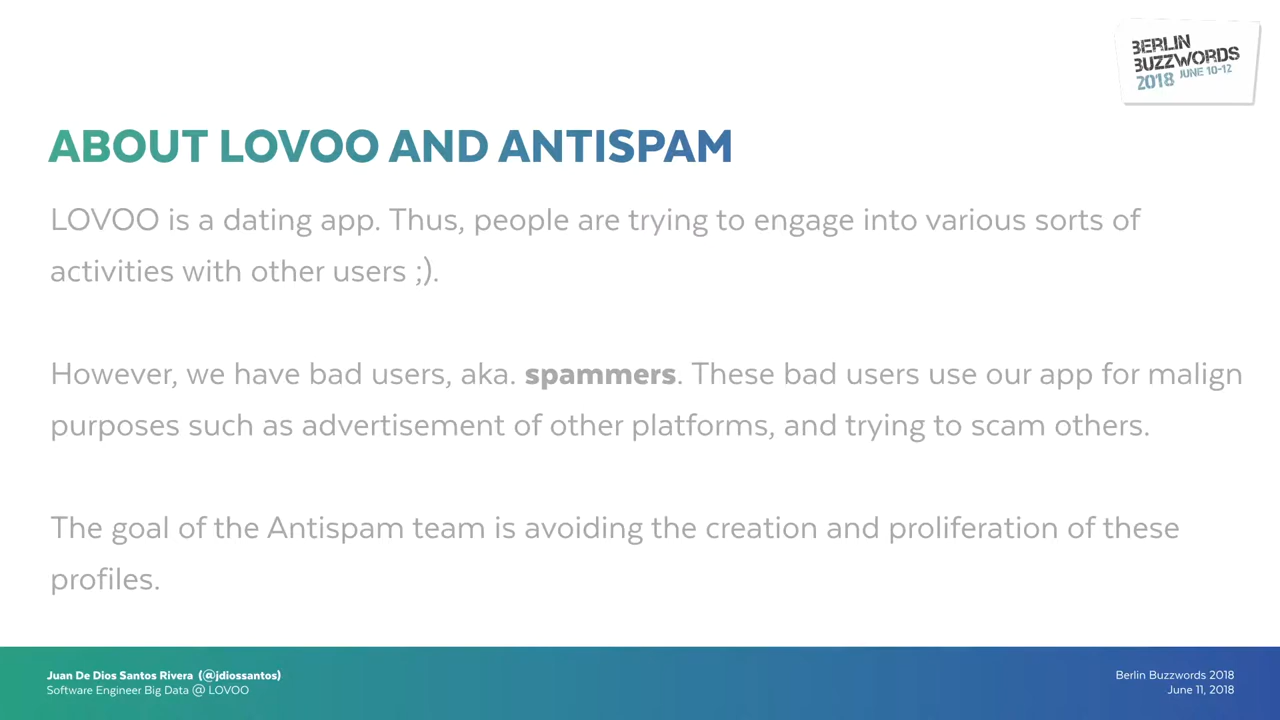 BERLIN
BUZZWORDS
2018 JUNE 10-12
ABOUT LOVOO AND ANTISPAM
LOVOO is a dating app. Thus, people are trying to engage into various sorts of
activities with other users ;).
However, we have bad users, aka. spammers. These bad users use our app for malign
purposes such as advertisement of other platforms, and trying to scam others.
The goal of the Antispam team is avoiding the creation and proliferation of these
profiles.
Juan De Dios Santos Rivera (@jdiossantos)
Software Engineer Big Data @ LOVOO
Berlin Buzzwords 2018
June 11, 2018